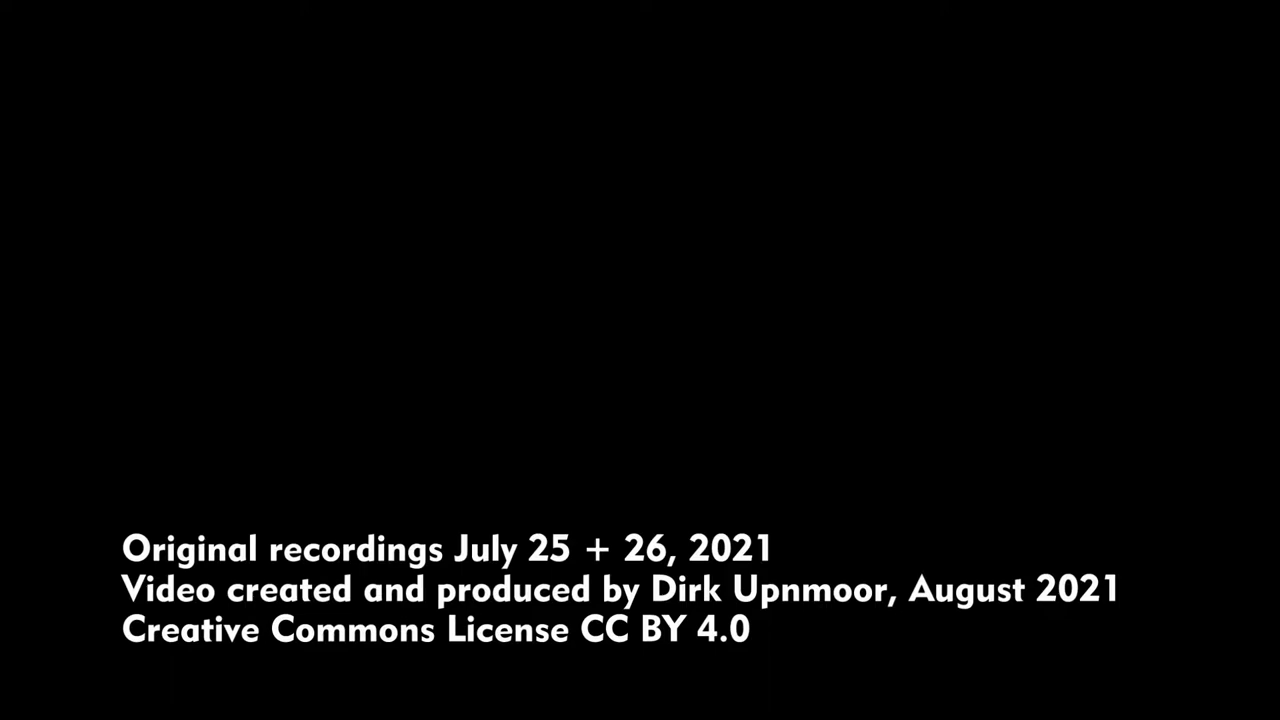 Original recordings July 25 + 26, 2021
Video created and produced by Dirk Upnmoor, August 2021
Creative Commons License CC BY 4.0